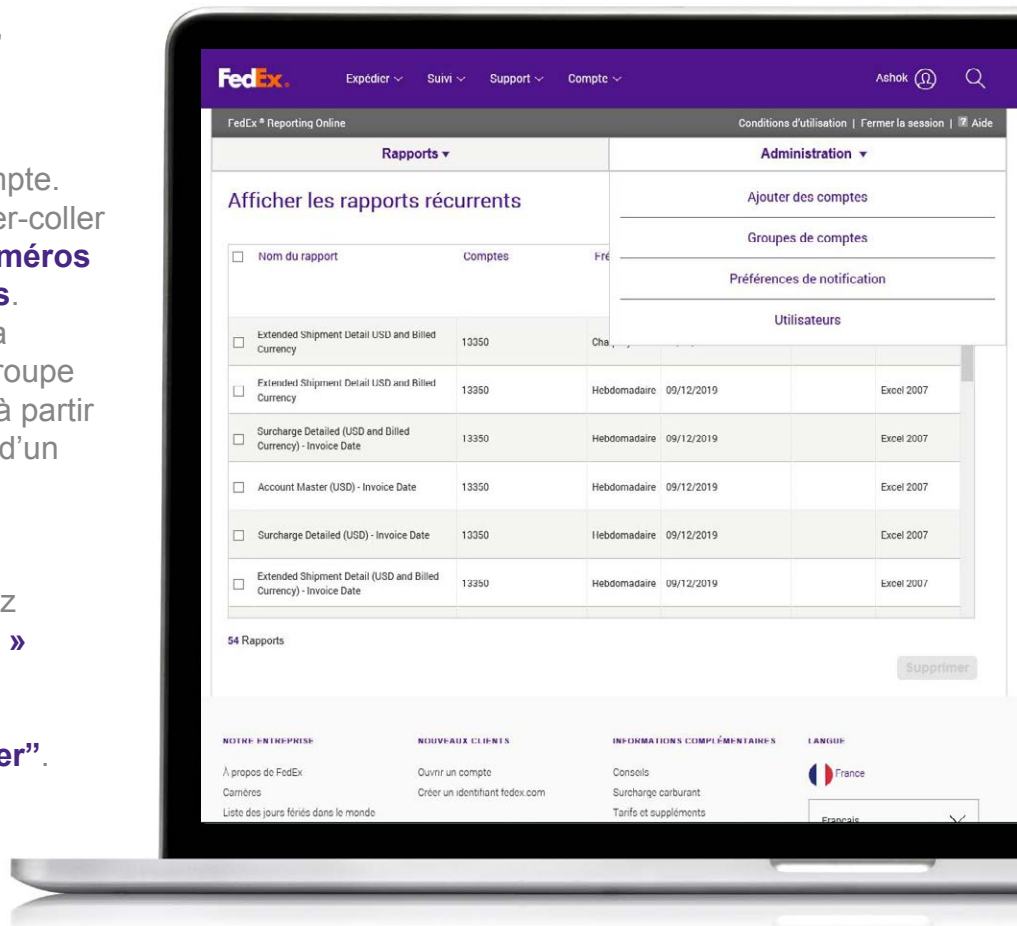 mpte.
er-coller
méros
s.
a
roupe
à partir
d’un
z
»
er”.
FedEx. Expédier Suivi Support Compte Ashok
FedEx ® Reporting Online Conditions d'utilisation | Fermer la session | ? Aide
Rapports Administration
Afficher les rapports récurrents
Ajouter des comptes
Groupes de comptes
Préférences de notification
Utilisateurs
Nom du rapport Comptes Fré
Extended Shipment Detail USD and Billed
Currency 13350 Cha
Extended Shipment Detail USD and Billed
Currency 13350 Hebdomadaire 09/12/2019 Excel 2007
Surcharge Detailed (USD and Billed
Currency) - Invoice Date 13350 Hebdomadaire 09/12/2019 Excel 2007
Account Master (USD) - Invoice Date 13350 Hebdomadaire 09/12/2019 Excel 2007
Surcharge Detailed (USD) - Invoice Date 13350 Hebdomadaire 09/12/2019 Excel 2007
Extended Shipment Detail (USD and Billed
Currency) - Invoice Date 13350 Hebdomadaire 09/12/2019 Excel 2007
54 Rapports
Supprimer
NOTRE ENTREPRISE NOUVEAUX CLIENTS INFORMATIONS COMPLÉMENTAIRES LANGUE
À propos de FedEx Ouvrir un compte Conseils France
Carrières Créer un identifiant fedex.com Surcharge carburant
Liste des jours fériés dans le monde Tarifs et suppléments Français